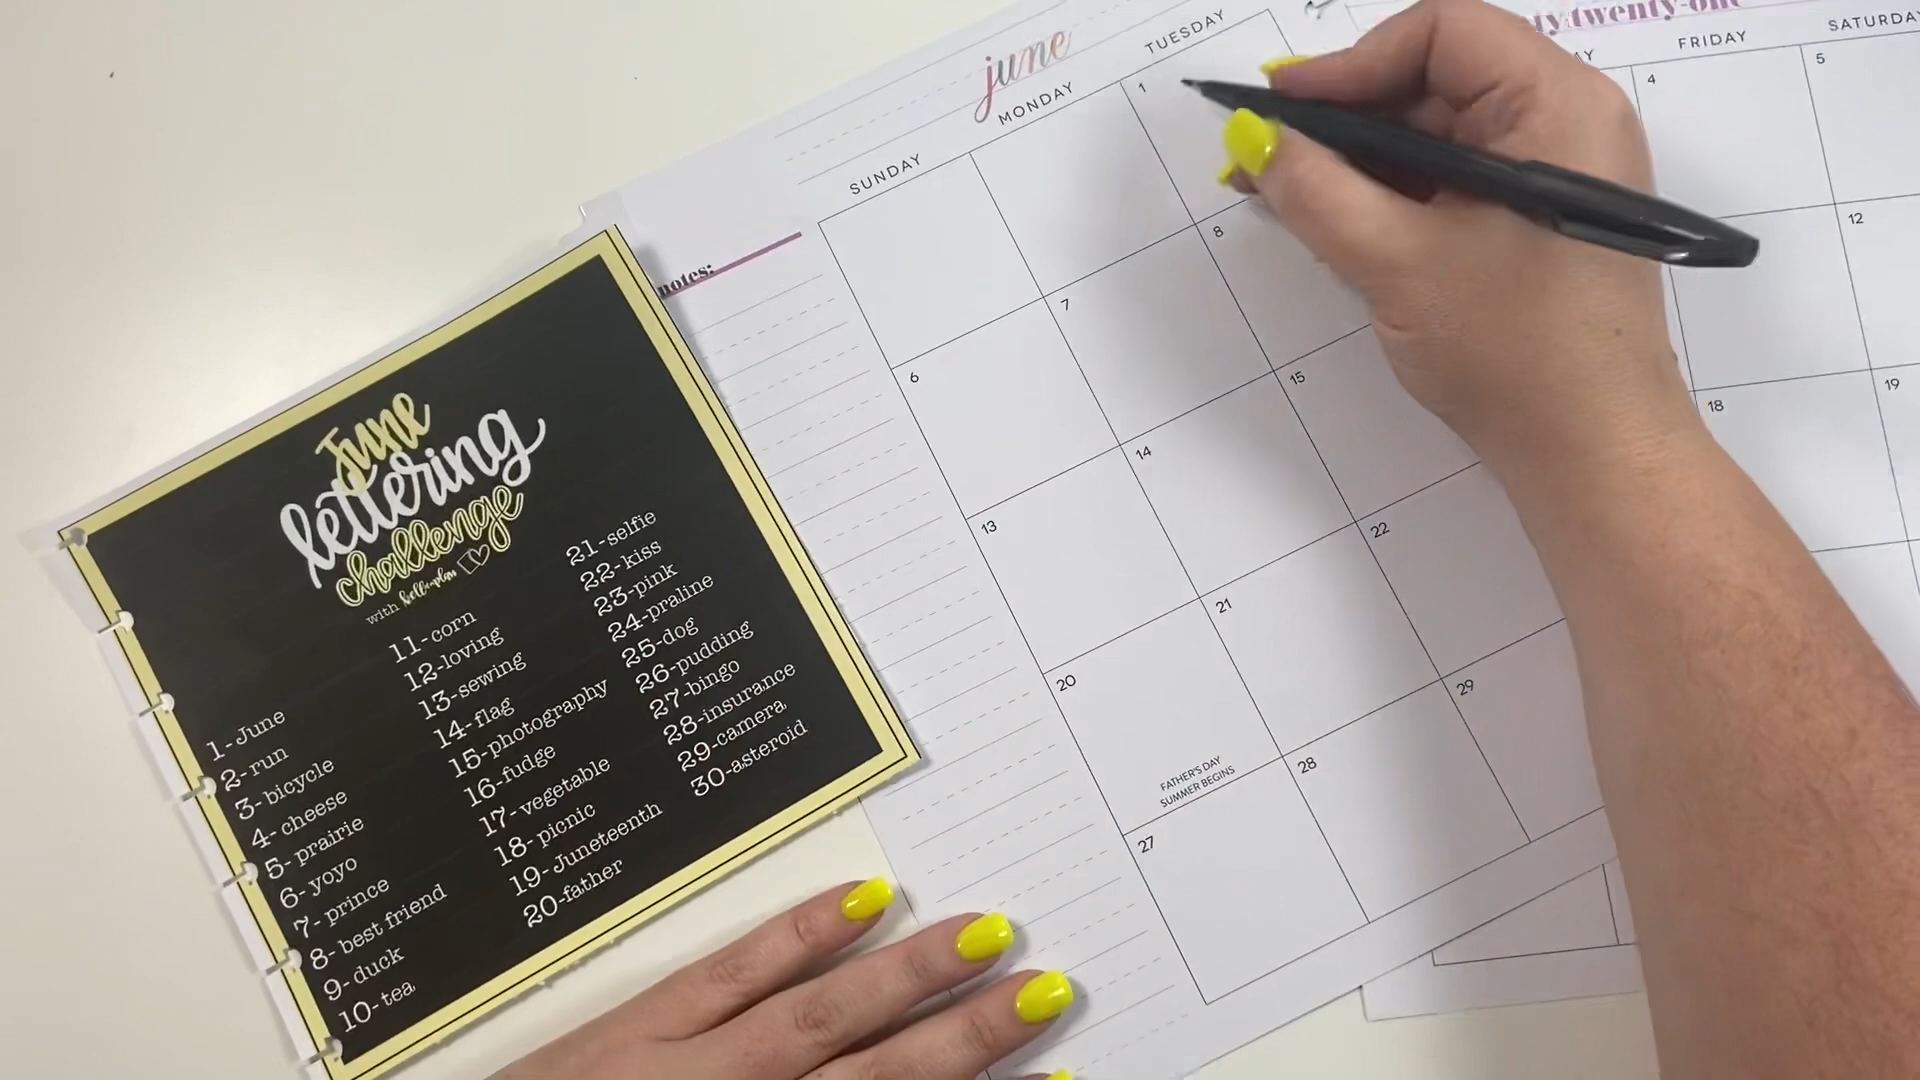 June
lettering
challenge
with
1-June
2-run
3-bicycle
4-cheese
5-prairie
6-yoyo
7-prince
8-best friend
9-duck
10-tea
11-corn
12-loving
13-sewing
14-flag
15-photography
16-fudge
17-vegetable
18-picnic
19-Juneteenth
20-father
21-selfie
22-kiss
23-pink
24-praline
25-dog
26-pudding
27-bingo
28-insurance
29-camera
30-asteroid
notes:
june
SUNDAY MONDAY TUESDAY
1
6 7 8
13 14 15
20 21 22
FATHER'S DAY
SUMMER BEGINS
27 28 29
FRIDAY SATURDAY
4 5
12
18 19